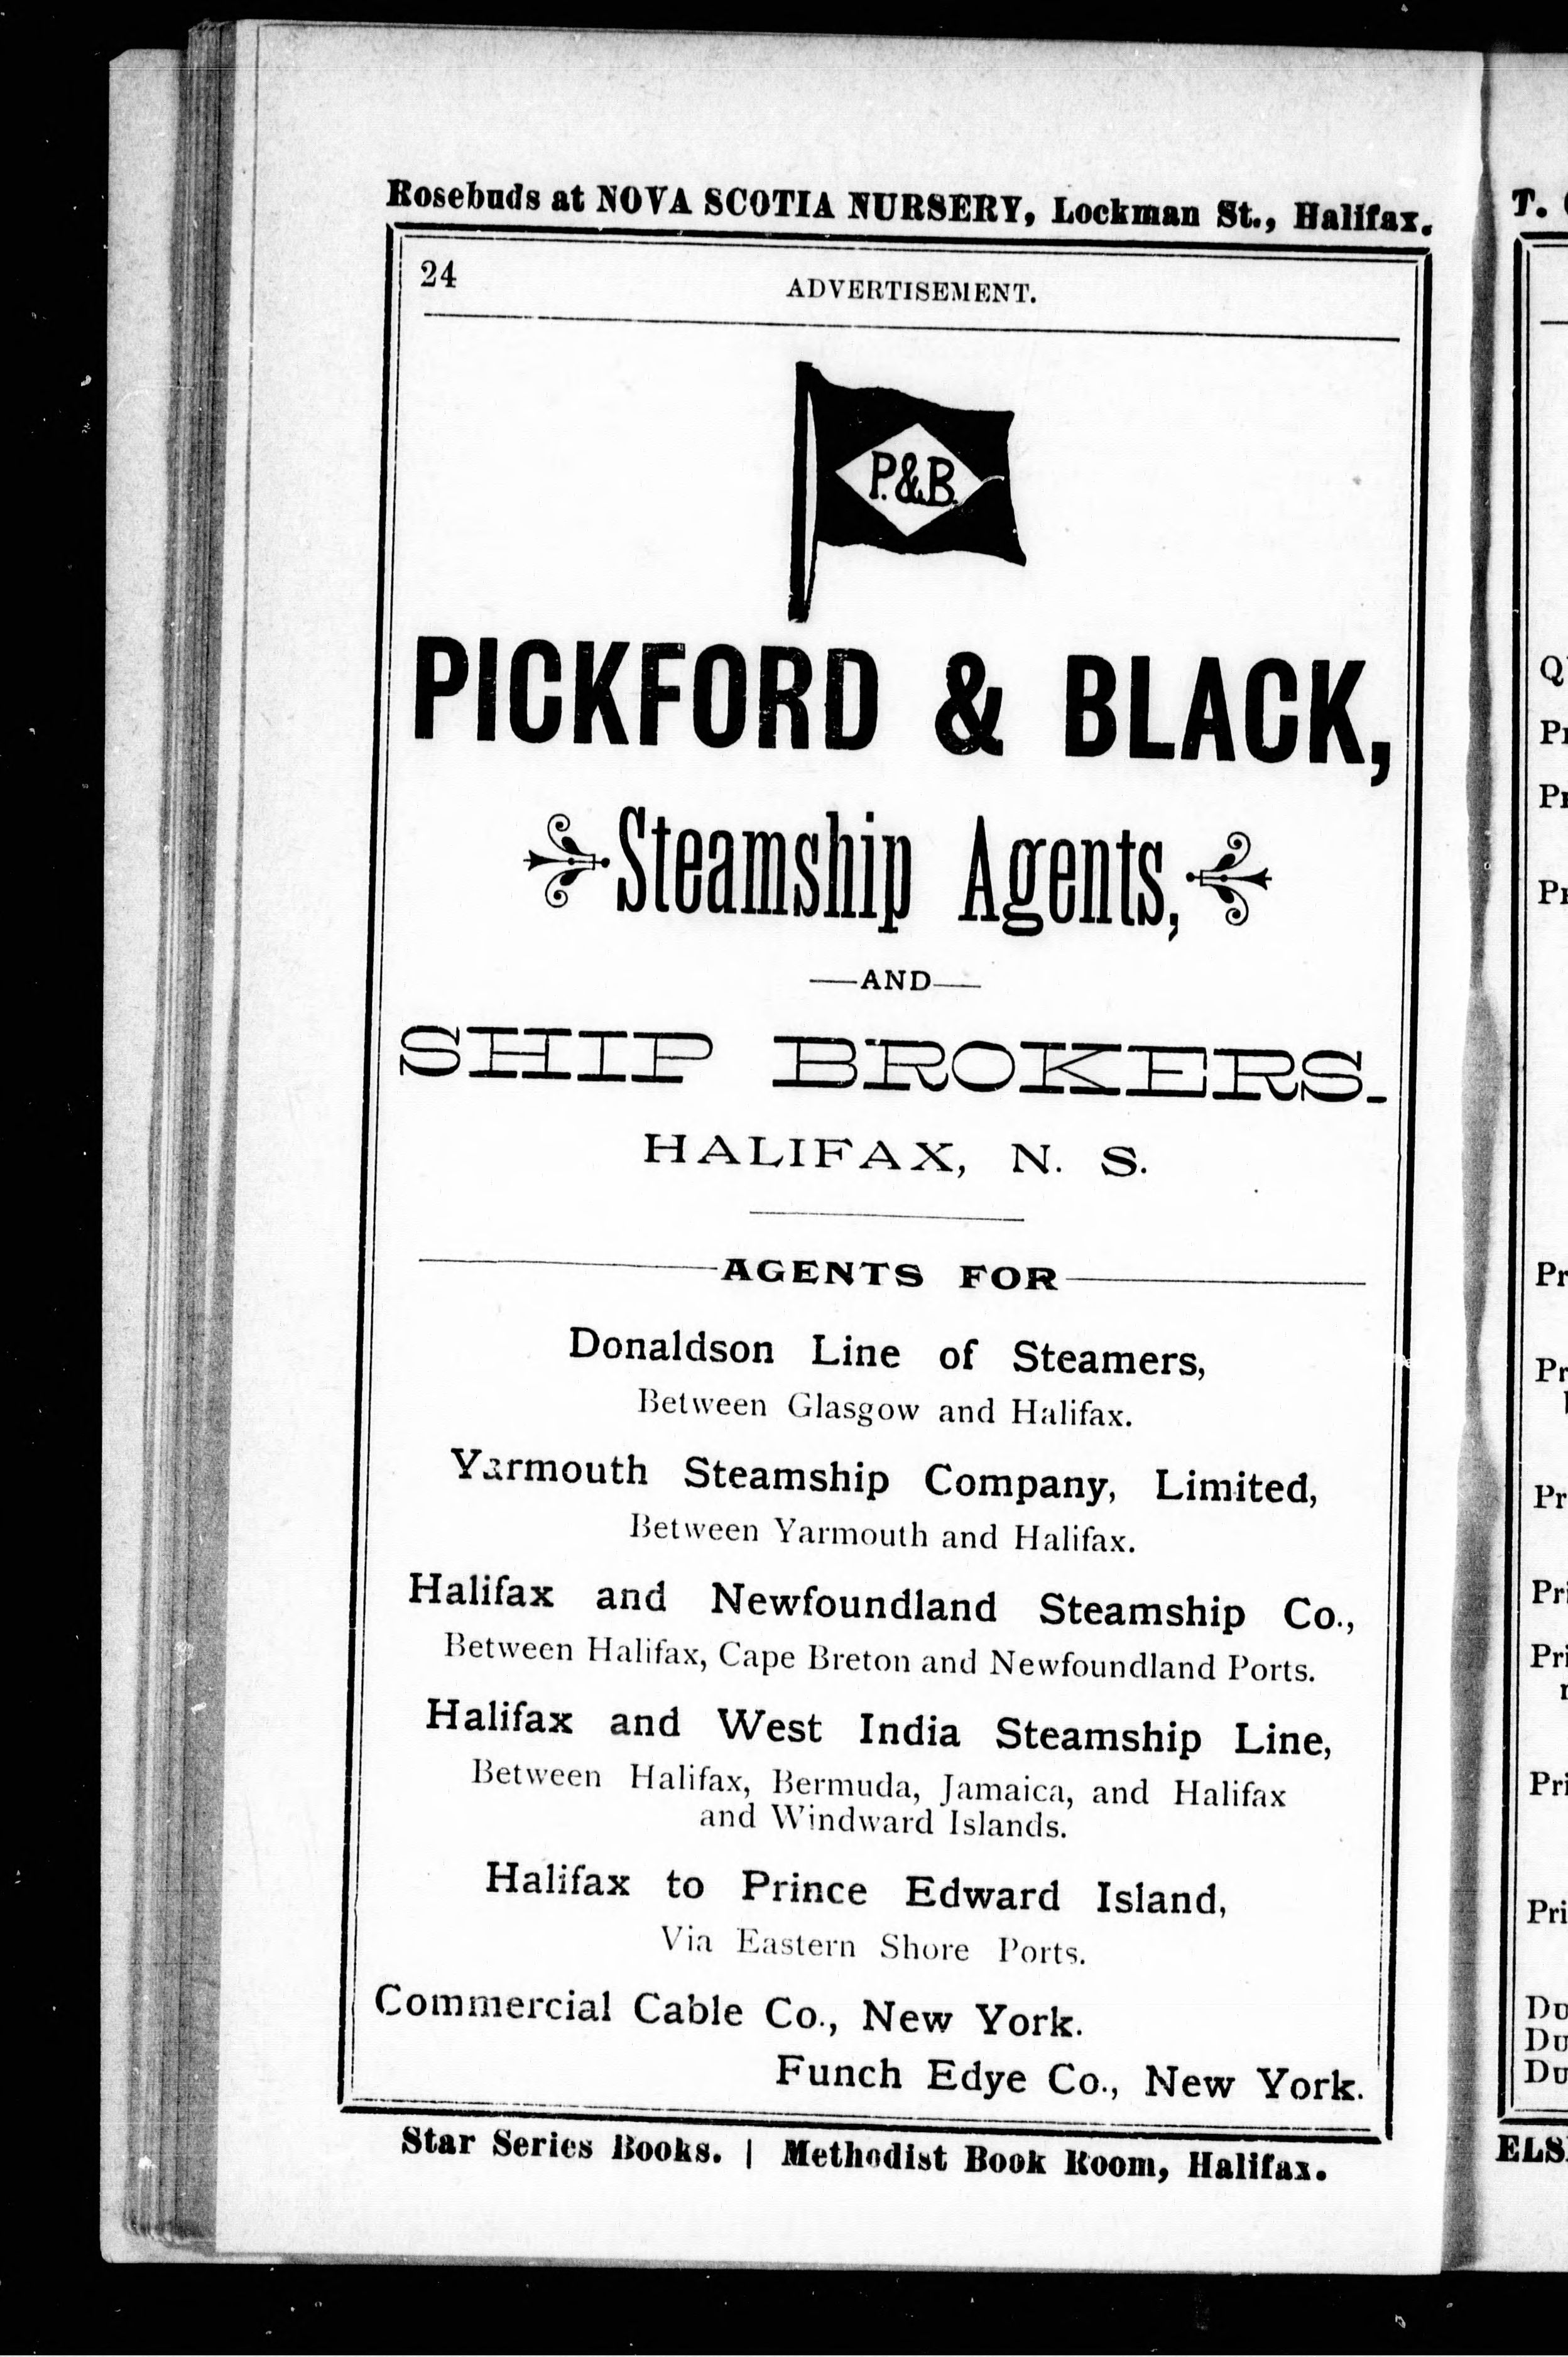 Rosebuds at NOVA SCOTIA NURSERY, Lockman St., Halifax.
24
ADVERTISEMENT.
P.&B.
PICKFORD & BLACK,
Steamship Agents,
—AND—
SHIP BROKERS.
HALIFAX, N. S.
AGENTS FOR
Donaldson Line of Steamers,
Between Glasgow and Halifax.
Yarmouth Steamship Company, Limited,
Between Yarmouth and Halifax.
Halifax and Newfoundland Steamship Co.,
Between Halifax, Cape Breton and Newfoundland Ports.
Halifax and West India Steamship Line,
Between Halifax, Bermuda, Jamaica, and Halifax
and Windward Islands.
Halifax to Prince Edward Island,
Via Eastern Shore Ports.
Commercial Cable Co., New York.
Funch Edye Co., New York.
Star Series Books. | Methodist Book Room, Halifax.